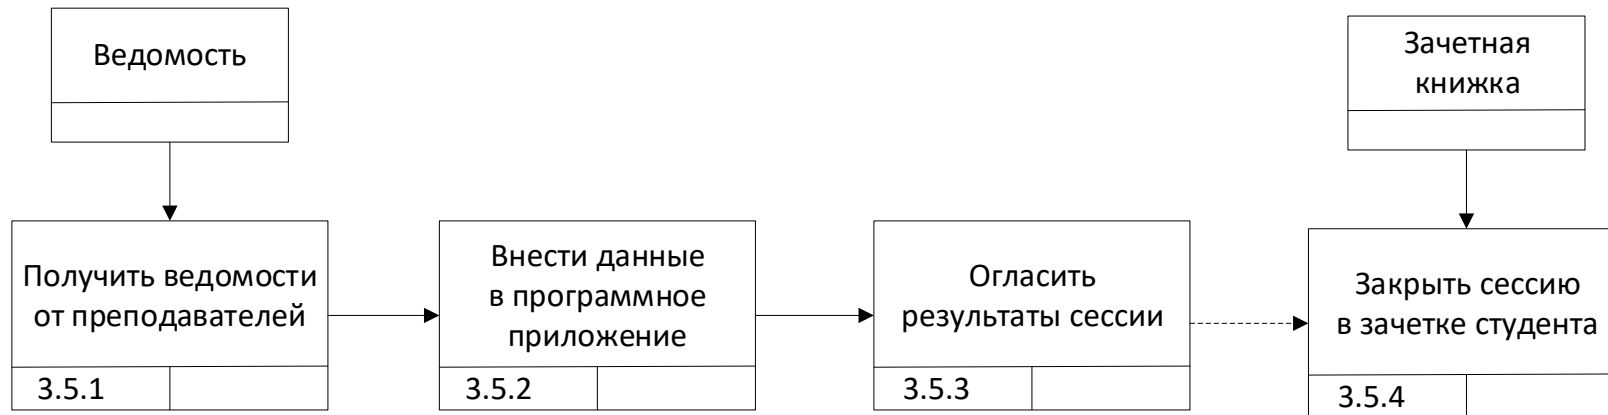 Ведомость
Зачетная
книжка
Получить ведомости
от преподавателей
3.5.1
Внести данные
в программное
приложение
3.5.2
Огласить
результаты сессии
3.5.3
Закрыть сессию
в зачетке студента
3.5.4